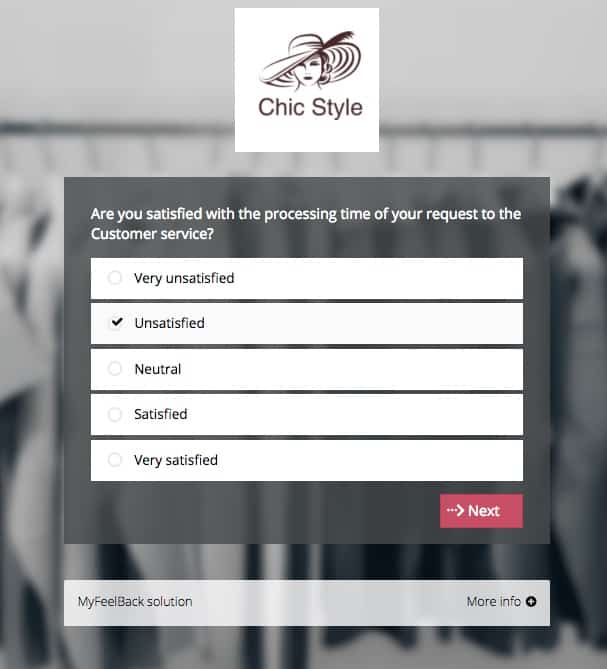 Chic Style
Are you satisfied with the processing time of your request to the
Customer service?
Very unsatisfied
Unsatisfied
Neutral
Satisfied
Very satisfied
Next
MyFeelBack solution
More info